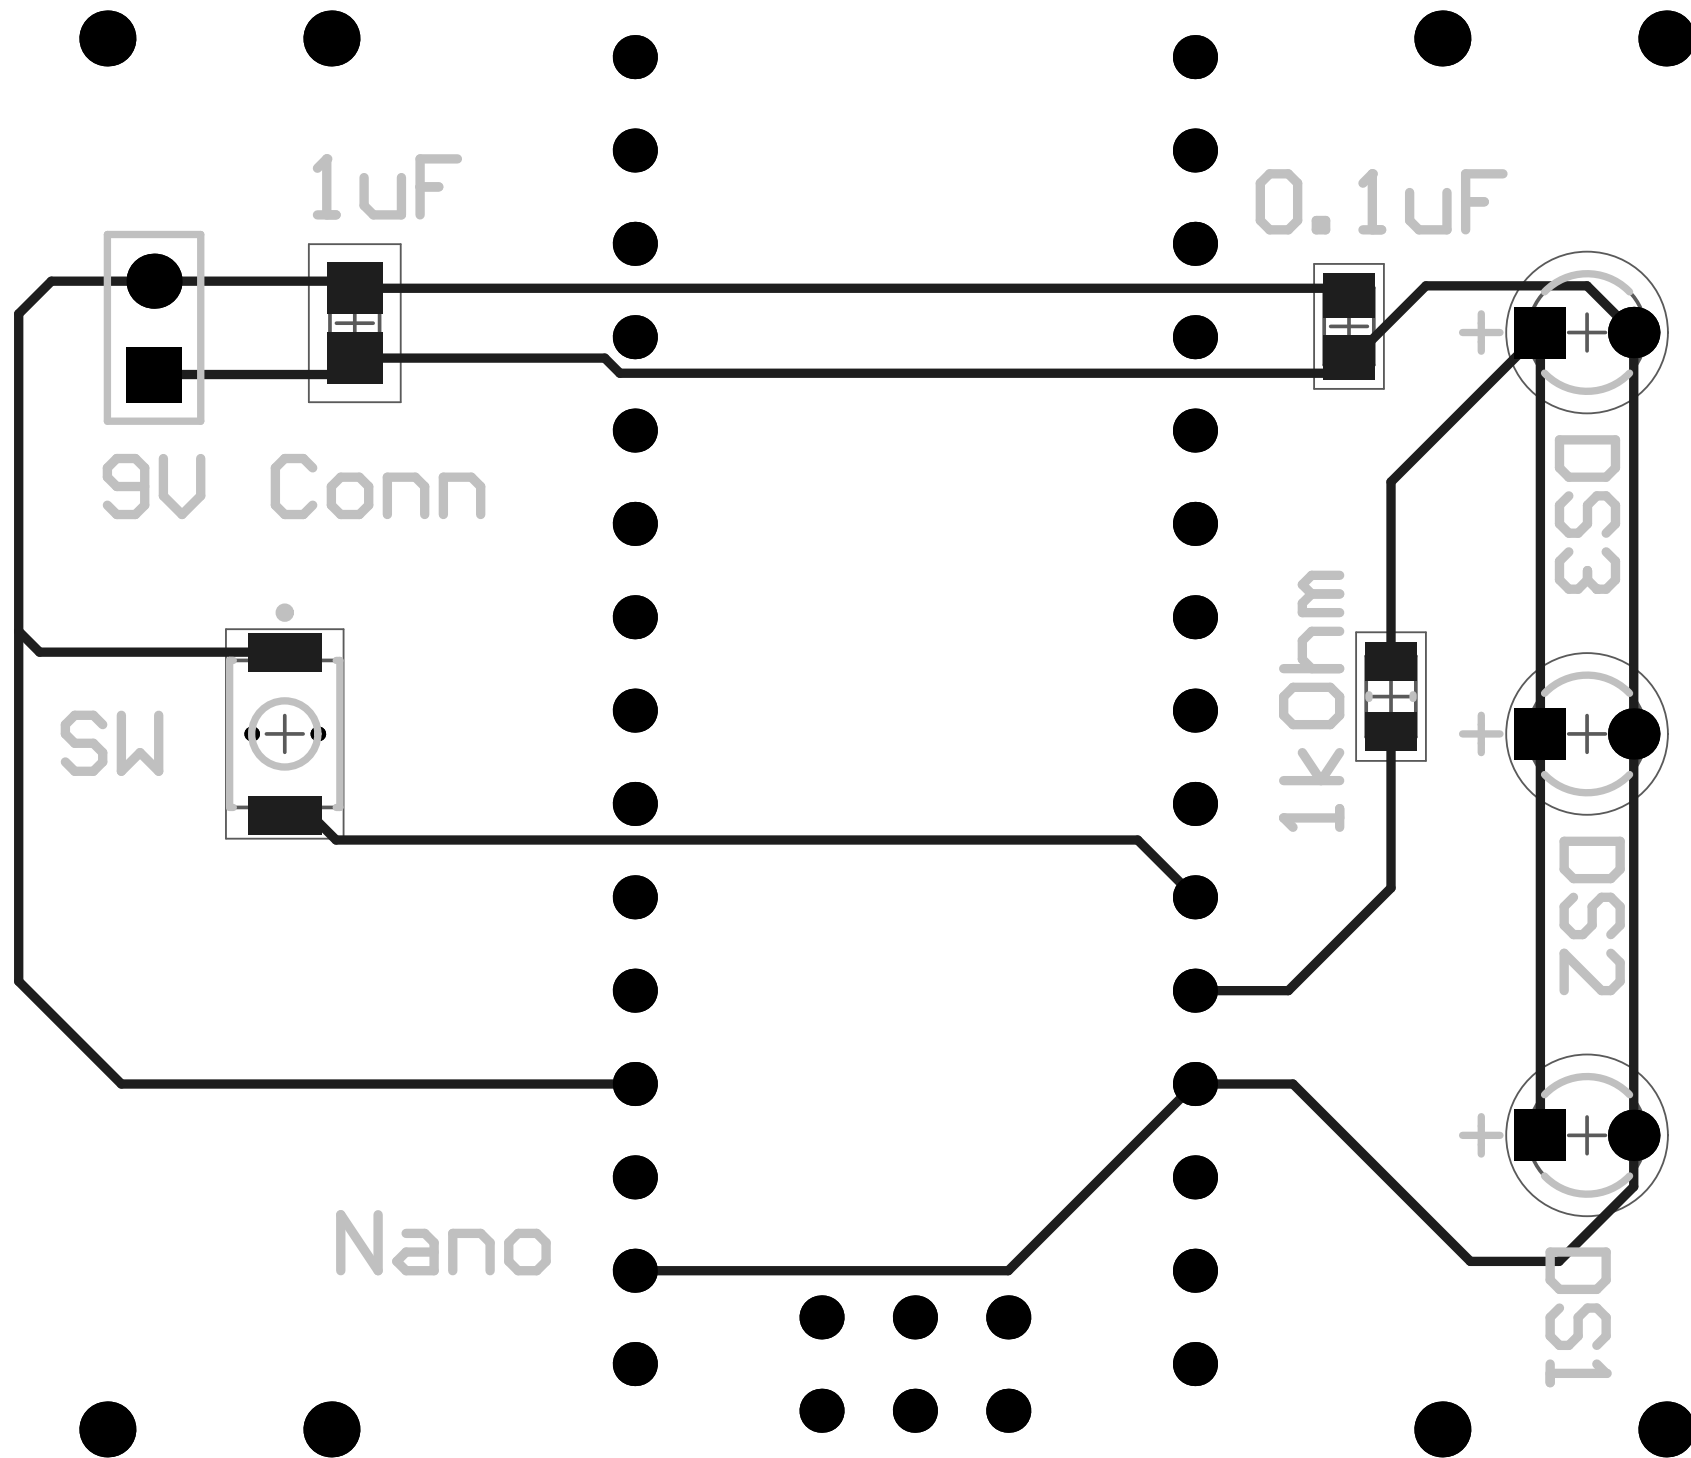 1uF
0.1uF
+
9V Conn
DS3
1kOhm
SW
+
DS2
+
Nano
DS1